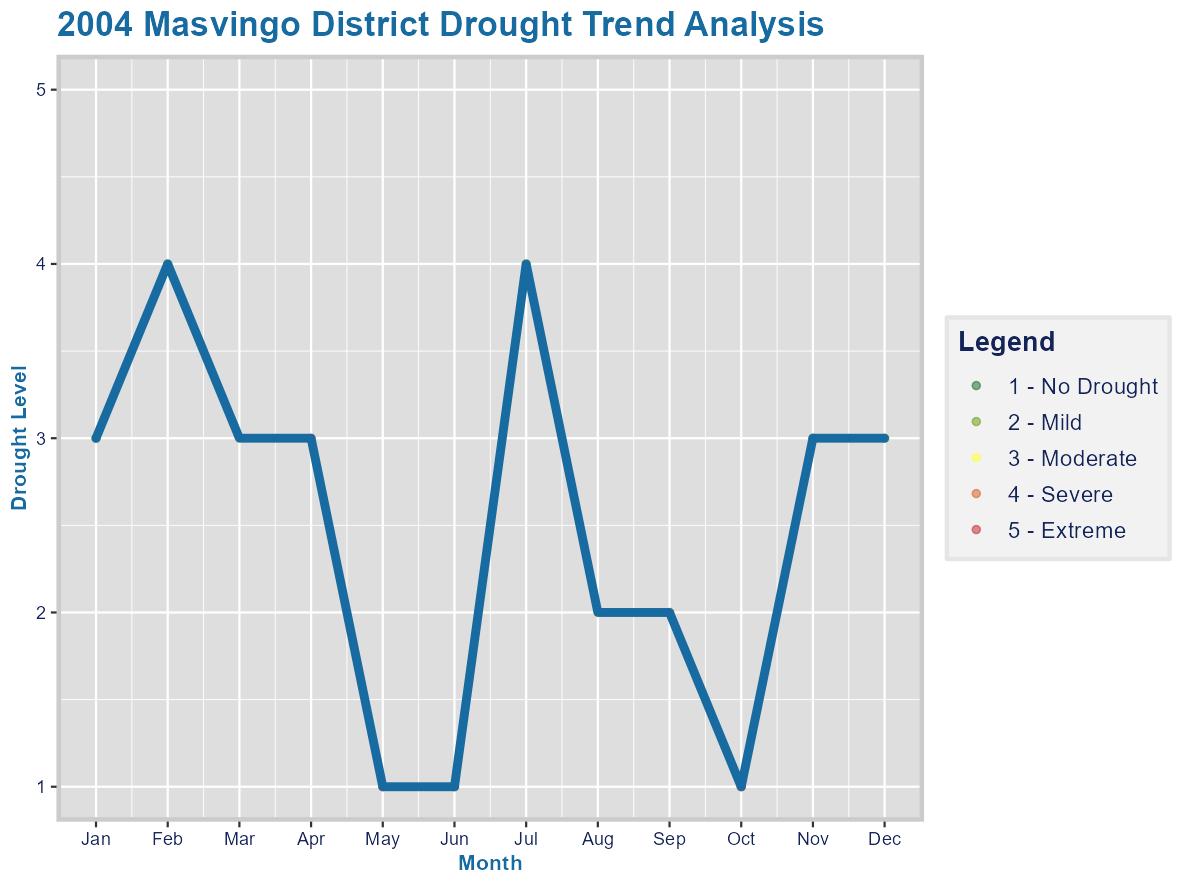 2004 Masvingo District Drought Trend Analysis
Drought Level
5
4
3
2
1
Jan Feb Mar Apr May Jun Jul Aug Sep Oct Nov Dec
Month
Legend
1 - No Drought
2 - Mild
3 - Moderate
4 - Severe
5 - Extreme